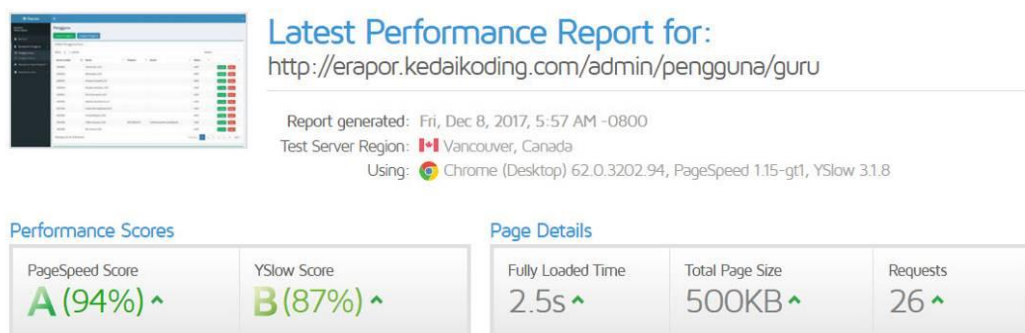 Latest Performance Report for:
http://erapor.kedaikoding.com/admin/pengguna/guru
Report generated: Fri, Dec 8, 2017, 5:57 AM -0800
Test Server Region: Vancouver, Canada
Using: Chrome (Desktop) 62.0.3202.94, PageSpeed 1.15-gt1, YSlow 3.1.8
Performance Scores
Page Details
PageSpeed Score
YSlow Score
Fully Loaded Time
Total Page Size
Requests
A (94%)
B (87%)
2.5s
500KB
26